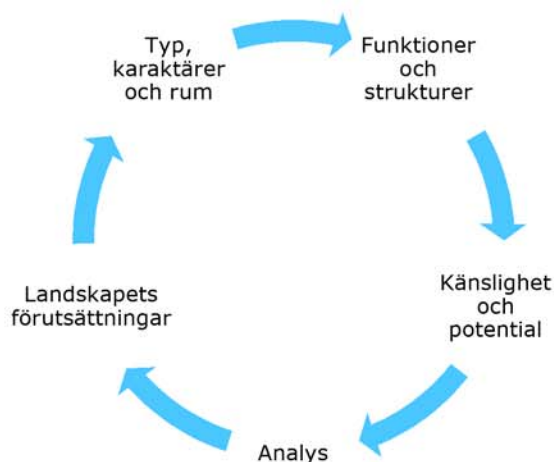 Typ,
karaktärer
och rum
Funktioner
och
strukturer
Känslighet
och
potential
Analys
Landskapets
förutsättningar